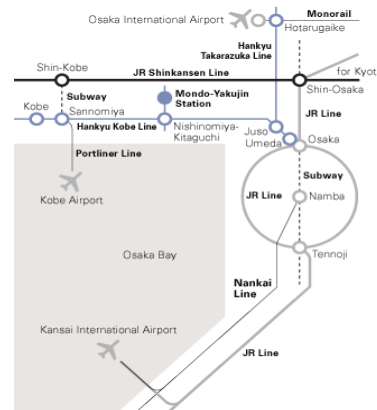 Monorail
Osaka International Airport
Hotarugaike
Hankyu
Takarazuka Line
Shin-Kobe
JR Shinkansen Line
for Kyot
Shin-Osaka
Subway
Mondo-Yakujin
Station
JR Line
Kobe
Sannomiya
Hankyu Kobe Line
Nishinomiya-
Kitaguchi
Juso
Umeda
Osaka
Portliner Line
Subway
JR Line
Namba
Kobe Airport
Osaka Bay
Tennoji
Nankai
Line
Kansai International Airport
JR Line